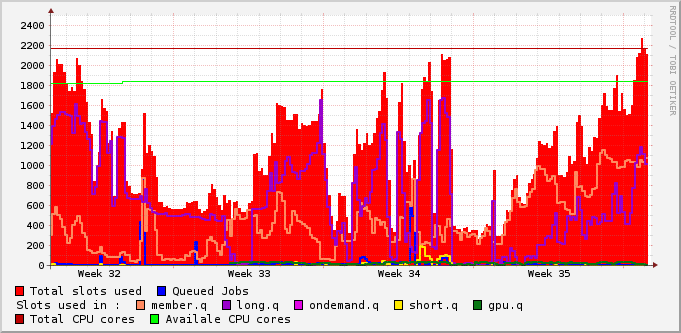 2400
2200
2000
1800
1600
1400
1200
1000
800
600
400
200
0
Week 32 Week 33 Week 34 Week 35
Total slots used Queued Jobs
Slots used in : member.q long.q ondemand.q short.q gpu.q
Total CPU cores Availale CPU cores
RRDTOOL / TOBI OETIKER